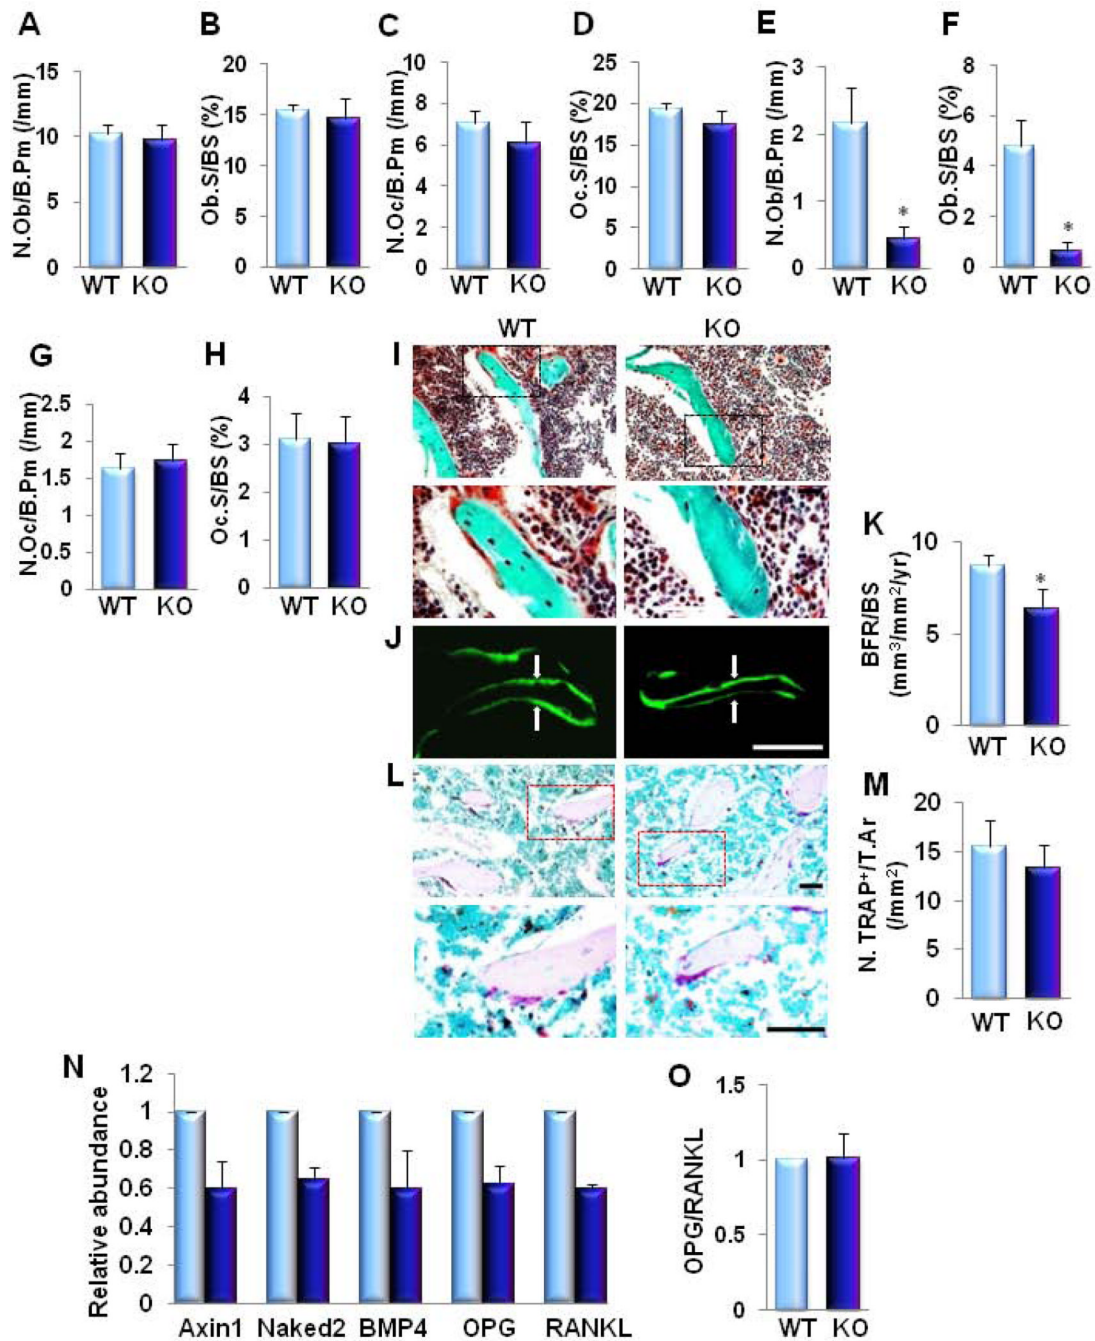 A
N.Ob/B.Pm (/mm)
15
10
5
0
WT KO
B
Ob.S/BS (%)
20
15
10
5
0
WT KO
C
N.Oc/B.Pm (/mm)
10
8
6
4
2
0
WT KO
D
Oc.S/BS (%)
25
20
15
10
5
0
WT KO
E
N.Ob/B.Pm (/mm)
3
2
1
0
*
WT KO
F
Ob.S/BS (%)
8
6
4
2
0
*
WT KO
G
N.Oc/B.Pm (/mm)
2.5
2
1.5
1
0.5
0
WT KO
H
Oc.S/BS (%)
4
3
2
1
0
WT KO
WT KO
I
J
K
BFR/BS
(mm3/mm2/yr)
10
5
0
*
WT KO
L
M
N. TRAP+/T.Ar
(/mm2)
20
15
10
5
0
WT KO
N
Relative abundance
1.2
1
0.8
0.6
0.4
0.2
0
Axin1 Naked2 BMP4 OPG RANKL
O
OPG/RANKL
1.5
1
0.5
0
WT KO